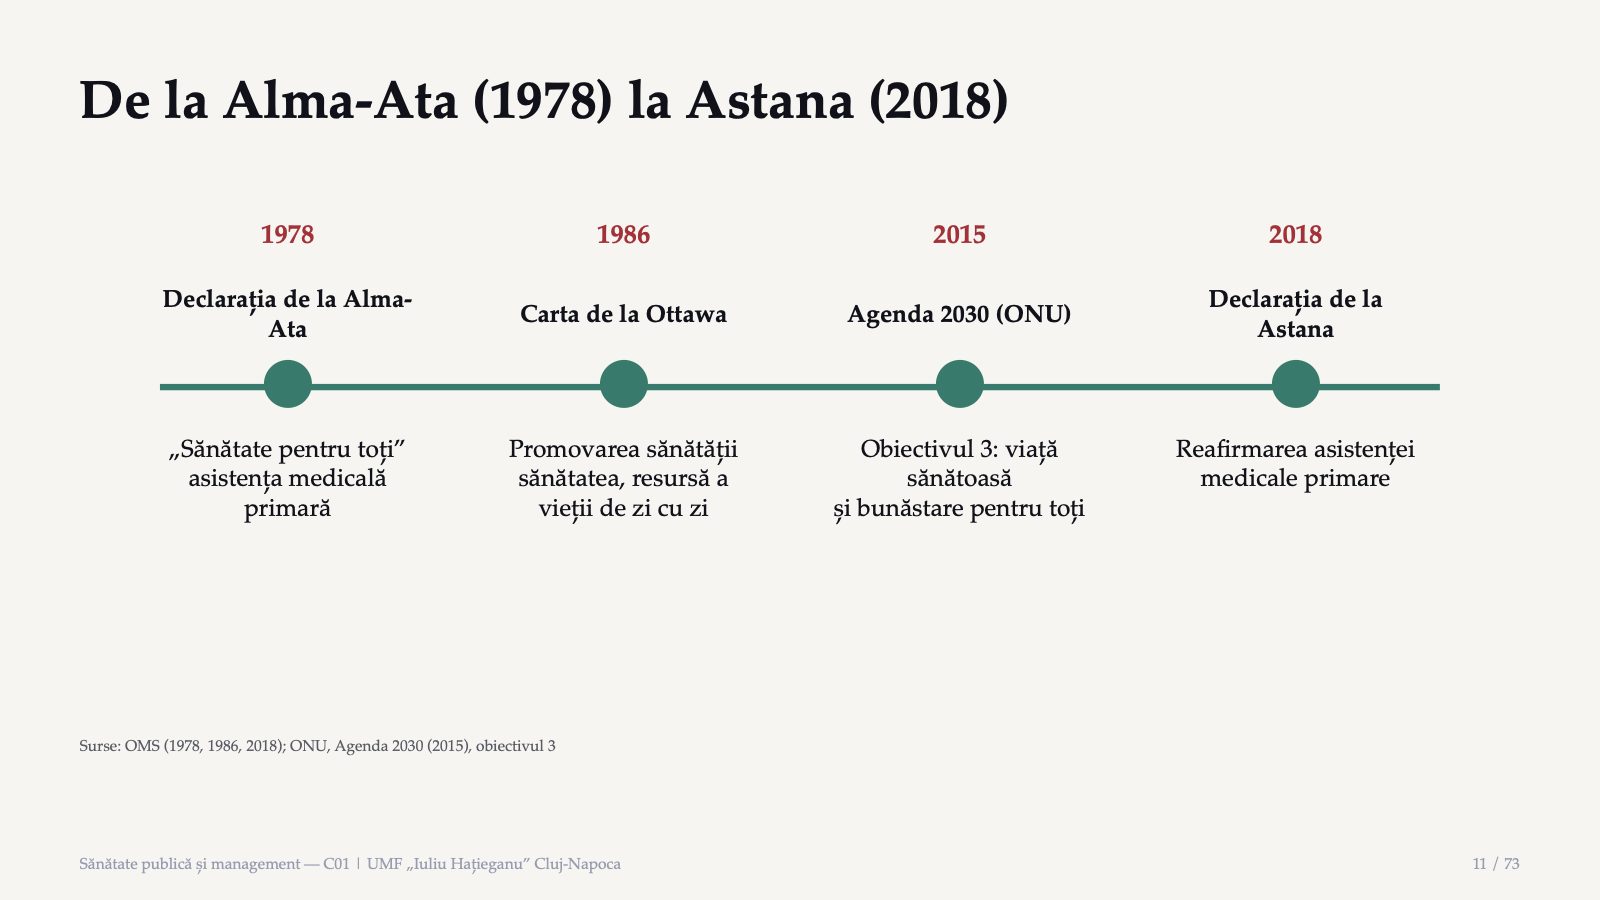 De la Alma-Ata (1978) la Astana (2018)
1978
Declarația de la Alma-
Ata
„Sănătate pentru toți”
asistența medicală
primară
1986
Carta de la Ottawa
Promovarea sănătății
sănătatea, resursă a
vieții de zi cu zi
2015
Agenda 2030 (ONU)
Obiectivul 3: viață
sănătoasă
și bunăstare pentru toți
2018
Declarația de la
Astana
Reafirmarea asistenței
medicale primare
Surse: OMS (1978, 1986, 2018); ONU, Agenda 2030 (2015), obiectivul 3
Sănătate publică și management — C01 | UMF „Iuliu Hațieganu” Cluj-Napoca
11 / 73